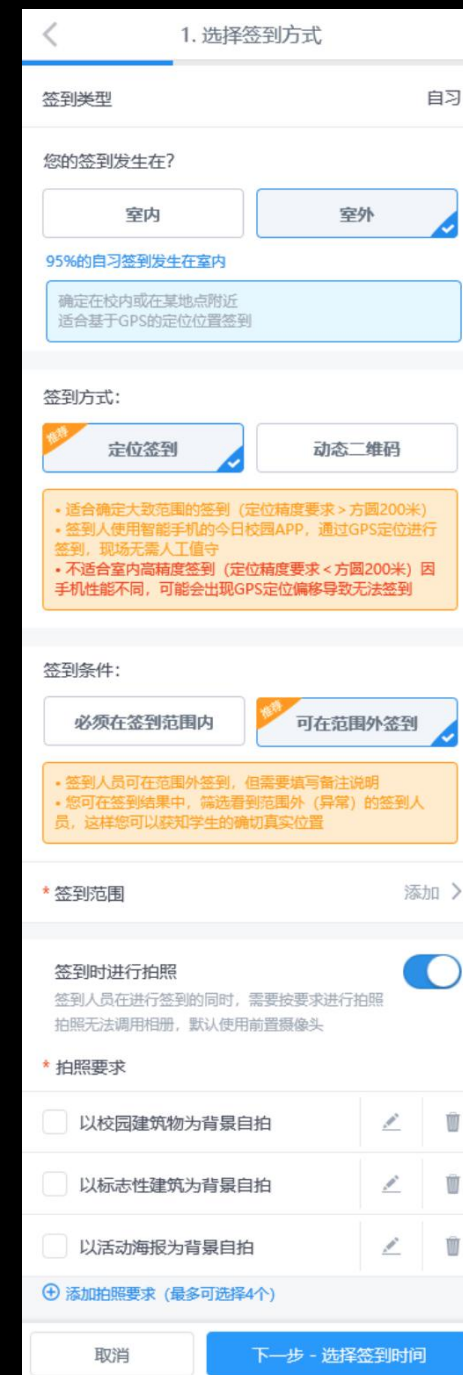 1. 选择签到方式
签到类型 自习
您的签到发生在?
室内 室外
95%的自习签到发生在室内
确定在校内或在某地点附近
适合基于GPS的定位位置签到
签到方式:
推荐 定位签到 动态二维码
• 适合确定大致范围的签到（定位精度要求 > 方圆200米）
• 签到人使用智能手机的今日校园APP，通过GPS定位进行
签到，现场无需人工值守
• 不适合室内高精度签到（定位精度要求 < 方圆200米）因
手机性能不同，可能会出现GPS定位偏移导致无法签到
签到条件:
必须在签到范围内 推荐 可在范围外签到
• 签到人员可在范围外签到，但需要填写备注说明
• 您可在签到结果中，筛选看到范围外（异常）的签到人
员，这样您可以获知学生的确切真实位置
* 签到范围 添加
签到时进行拍照
签到人员在进行签到的同时，需要按要求进行拍照
拍照无法调用相册，默认使用前置摄像头
* 拍照要求
以校园建筑物为背景自拍
以标志性建筑为背景自拍
以活动海报为背景自拍
添加拍照要求（最多可选择4个）
取消 下一步 - 选择签到时间